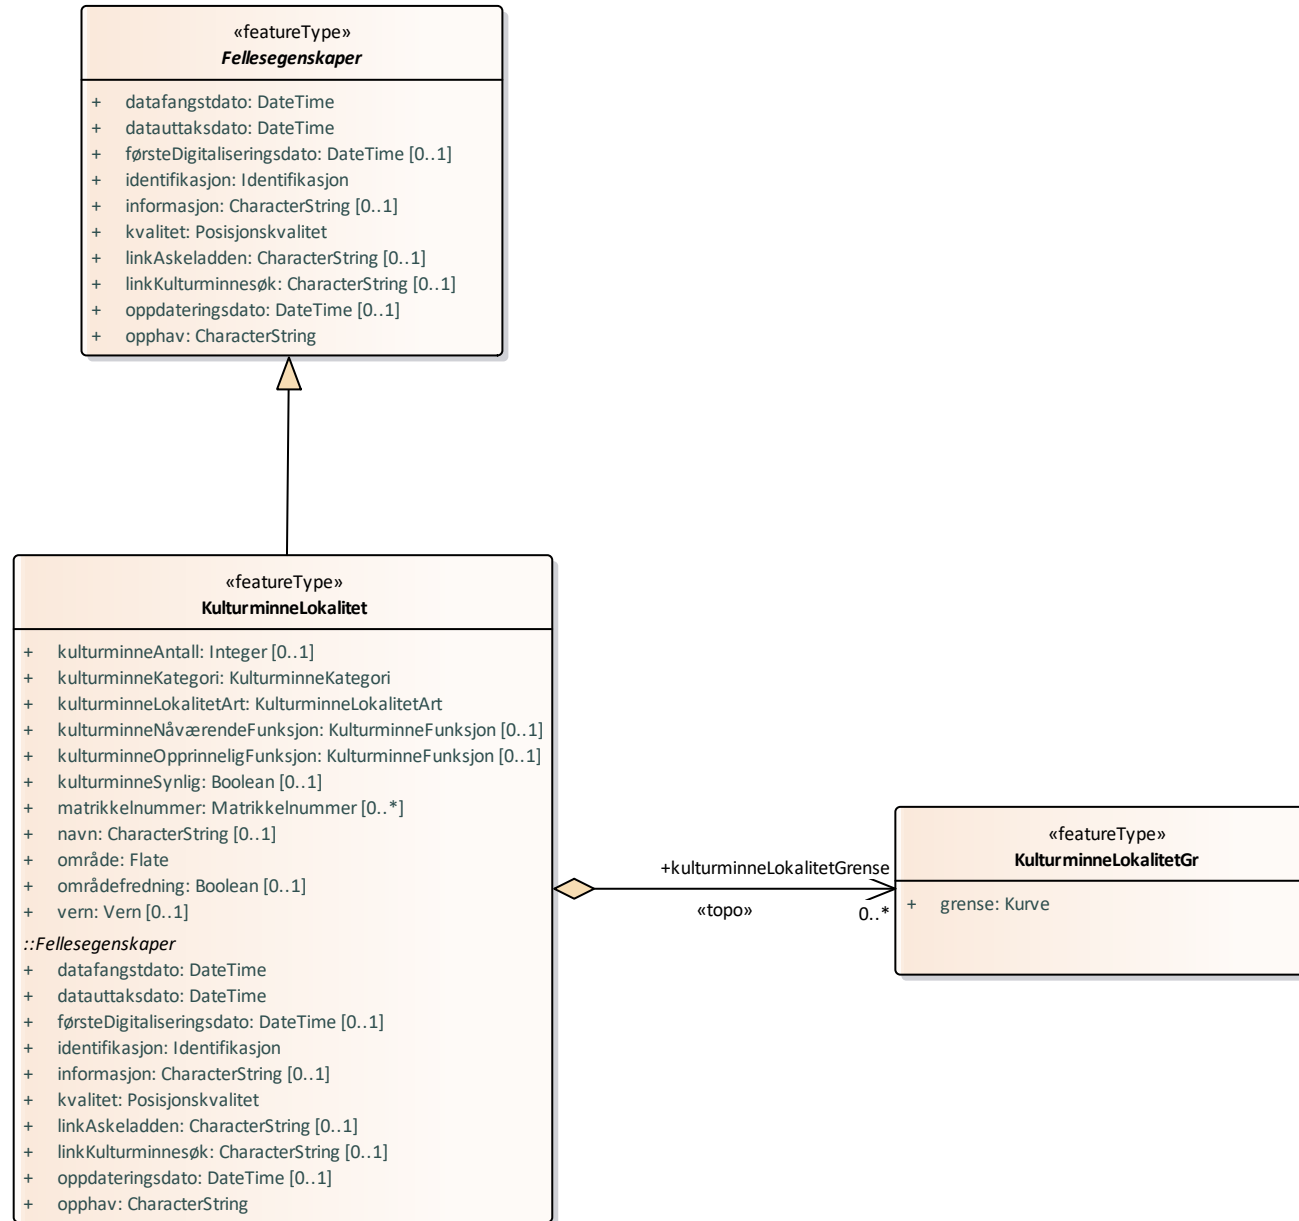 «featureType»
Fellesegenskaper
+ datafangstdato: DateTime
+ datauttaksdato: DateTime
+ førsteDigitaliseringsdato: DateTime [0..1]
+ identifikasjon: Identifikasjon
+ informasjon: CharacterString [0..1]
+ kvalitet: Posisjonskvalitet
+ linkAskeladden: CharacterString [0..1]
+ linkKulturminnesøk: CharacterString [0..1]
+ oppdateringsdato: DateTime [0..1]
+ opphav: CharacterString
«featureType»
KulturminneLokalitet
+ kulturminneAntall: Integer [0..1]
+ kulturminneKategori: KulturminneKategori
+ kulturminneLokalitetArt: KulturminneLokalitetArt
+ kulturminneNåværendeFunksjon: KulturminneFunksjon [0..1]
+ kulturminneOpprinneligFunksjon: KulturminneFunksjon [0..1]
+ kulturminneSynlig: Boolean [0..1]
+ matrikkelnummer: Matrikkelnummer [0..*]
+ navn: CharacterString [0..1]
+ område: Flate
+ områdefredning: Boolean [0..1]
+ vern: Vern [0..1]
::Fellesegenskaper
+ datafangstdato: DateTime
+ datauttaksdato: DateTime
+ førsteDigitaliseringsdato: DateTime [0..1]
+ identifikasjon: Identifikasjon
+ informasjon: CharacterString [0..1]
+ kvalitet: Posisjonskvalitet
+ linkAskeladden: CharacterString [0..1]
+ linkKulturminnesøk: CharacterString [0..1]
+ oppdateringsdato: DateTime [0..1]
+ opphav: CharacterString
+kulturminneLokalitetGrense
«topo»
0..*
«featureType»
KulturminneLokalitetGr
+ grense: Kurve